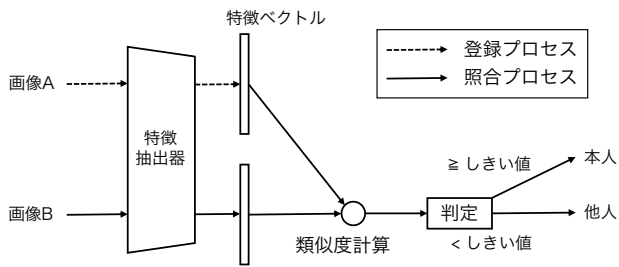 特徴ベクトル
登録プロセス
照合プロセス
画像A
特徴
抽出器
画像B
≧ しきい値
本人
判定
他人
< しきい値
類似度計算